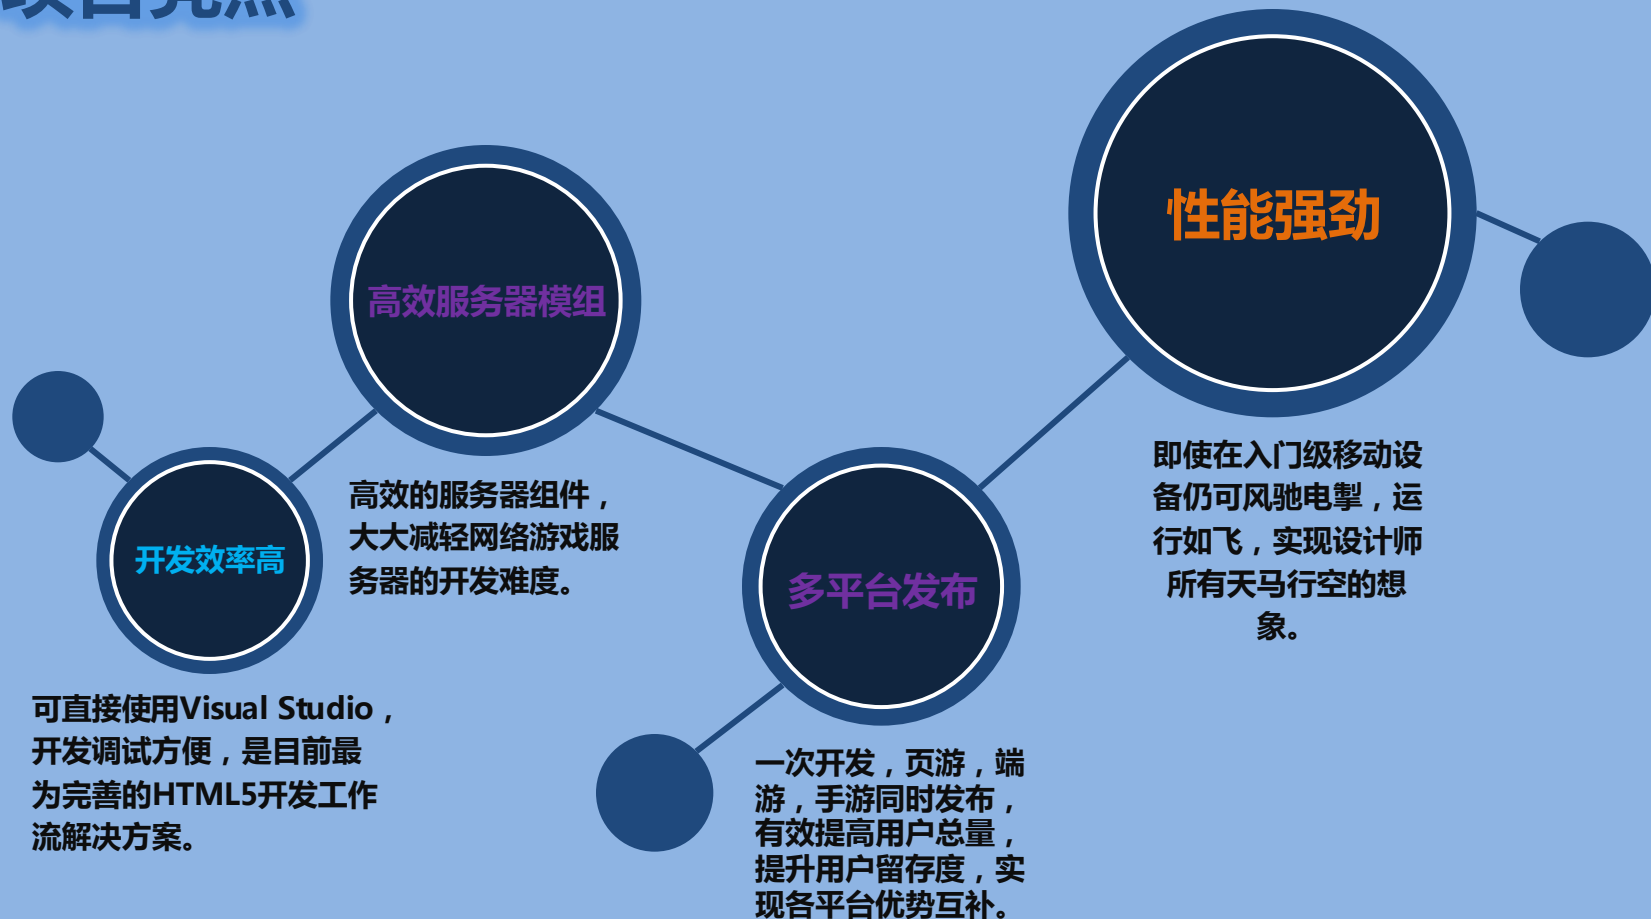 项目亮点
性能强劲
即使在入门级移动设
备仍可风驰电掣，运
行如飞，实现设计师
所有天马行空的想
象。
高效服务器模组
高效的服务器组件，
大大减轻网络游戏服
务器的开发难度。
开发效率高
可直接使用Visual Studio，
开发调试方便，是目前最
为完善的HTML5开发工作
流解决方案。
多平台发布
一次开发，页游，端
游，手游同时发布，
有效提高用户总量，
提升用户留存度，实
现各平台优势互补。